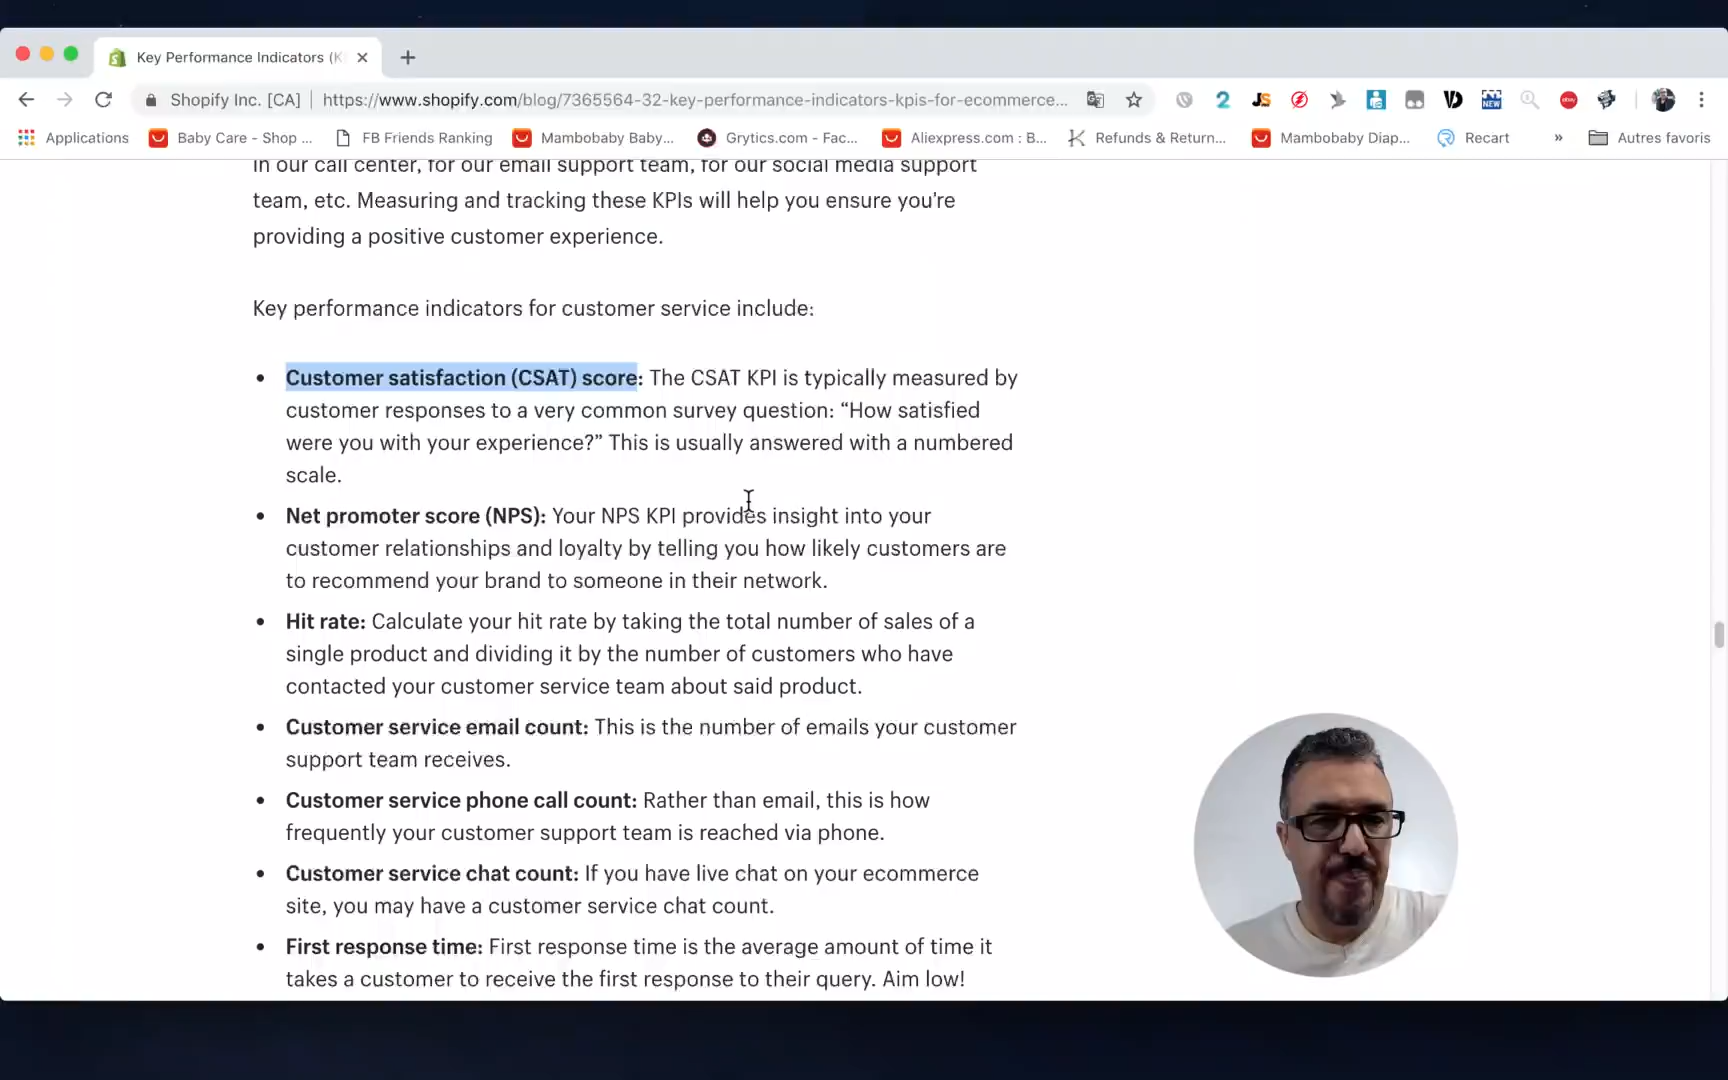 Key Performance Indicators (K
Shopify Inc. [CA] | https://www.shopify.com/blog/7365564-32-key-performance-indicators-kpis-for-ecommerce...
Applications Baby Care - Shop ... FB Friends Ranking Mambobaby Baby... Grytics.com - Fac... Aliexpress.com : B... Refunds & Return... Mambobaby Diap... Recart » Autres favoris
in our call center, for our email support team, for our social media support
team, etc. Measuring and tracking these KPIs will help you ensure you're
providing a positive customer experience.
Key performance indicators for customer service include:
• Customer satisfaction (CSAT) score: The CSAT KPI is typically measured by
customer responses to a very common survey question: “How satisfied
were you with your experience?” This is usually answered with a numbered
scale.
• Net promoter score (NPS): Your NPS KPI provides insight into your
customer relationships and loyalty by telling you how likely customers are
to recommend your brand to someone in their network.
• Hit rate: Calculate your hit rate by taking the total number of sales of a
single product and dividing it by the number of customers who have
contacted your customer service team about said product.
• Customer service email count: This is the number of emails your customer
support team receives.
• Customer service phone call count: Rather than email, this is how
frequently your customer support team is reached via phone.
• Customer service chat count: If you have live chat on your ecommerce
site, you may have a customer service chat count.
• First response time: First response time is the average amount of time it
takes a customer to receive the first response to their query. Aim low!